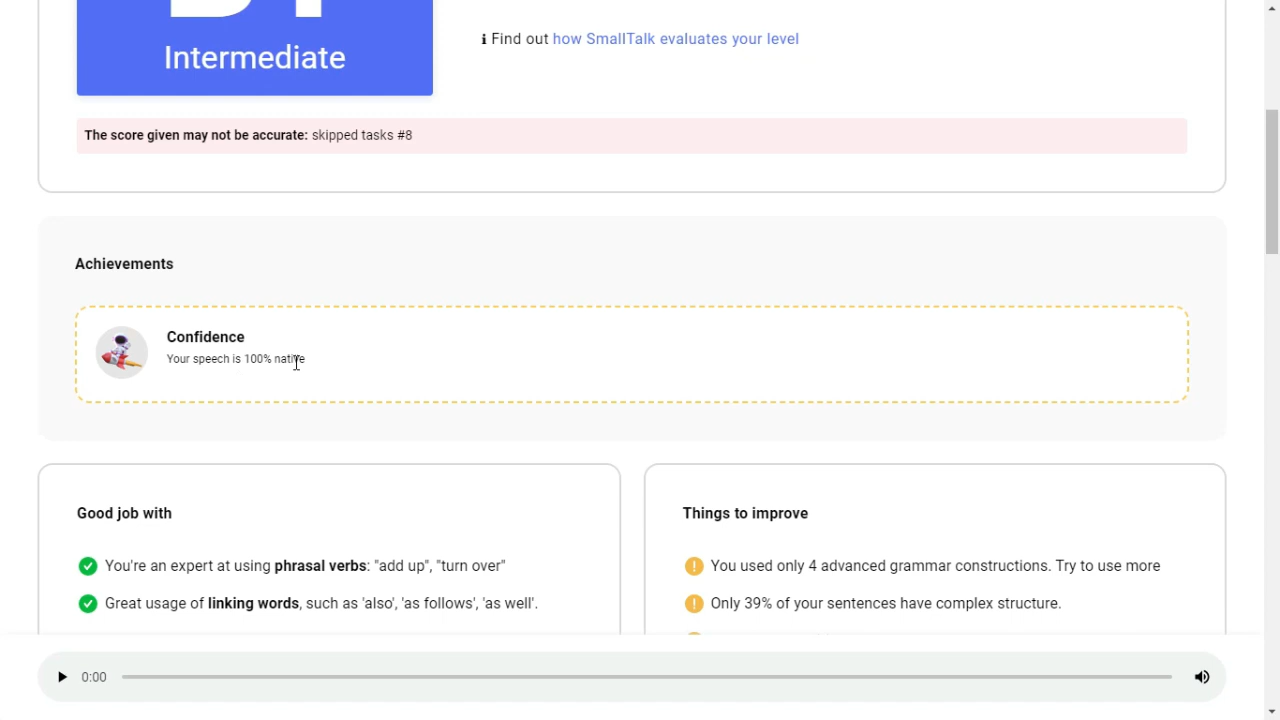 Intermediate
ℹ Find out how SmallTalk evaluates your level
The score given may not be accurate: skipped tasks #8
Achievements
Confidence
Your speech is 100% native
Good job with
You're an expert at using phrasal verbs: "add up", "turn over"
Great usage of linking words, such as 'also', 'as follows', 'as well'.
Things to improve
You used only 4 advanced grammar constructions. Try to use more
Only 39% of your sentences have complex structure.
0:00